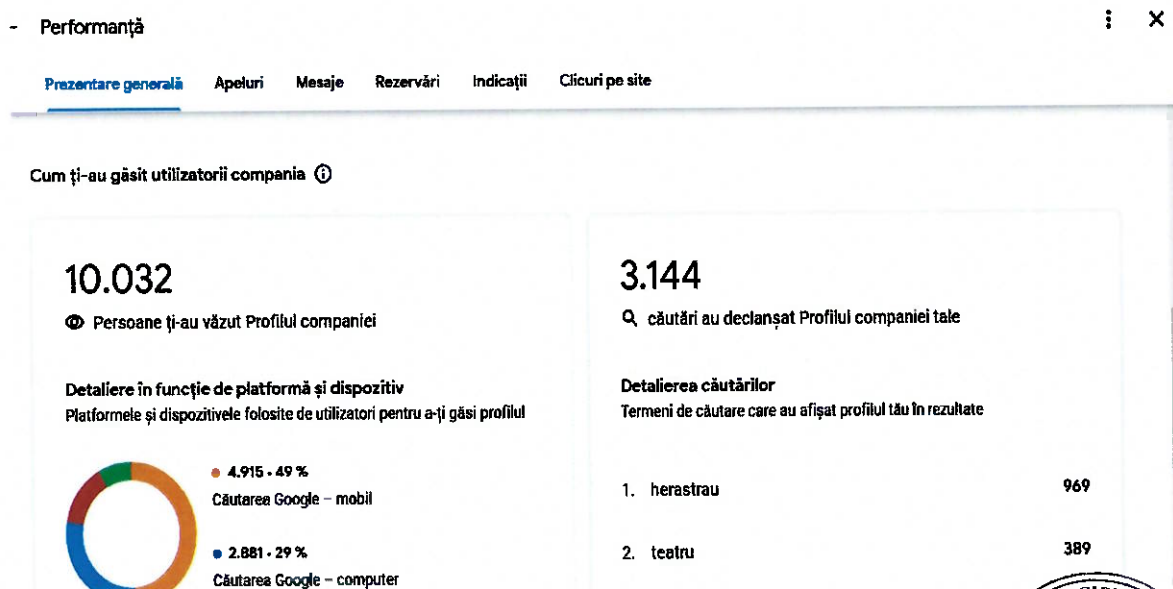 - Performanță
Prezentare generală Apeluri Mesaje Rezervări Indicații Clicuri pe site
Cum ți-au găsit utilizatorii compania
10.032
Persoane ți-au văzut Profilul companiei
Detaliere în funcție de platformă și dispozitiv
Platformele și dispozitivele folosite de utilizatori pentru a-ți găsi profilul
4.915 · 49 %
Căutarea Google – mobil
2.881 · 29 %
Căutarea Google – computer
3.144
căutări au declanșat Profilul companiei tale
Detalierea căutărilor
Termeni de căutare care au afișat profilul tău în rezultate
1. herastrau 969
2. teatru 389